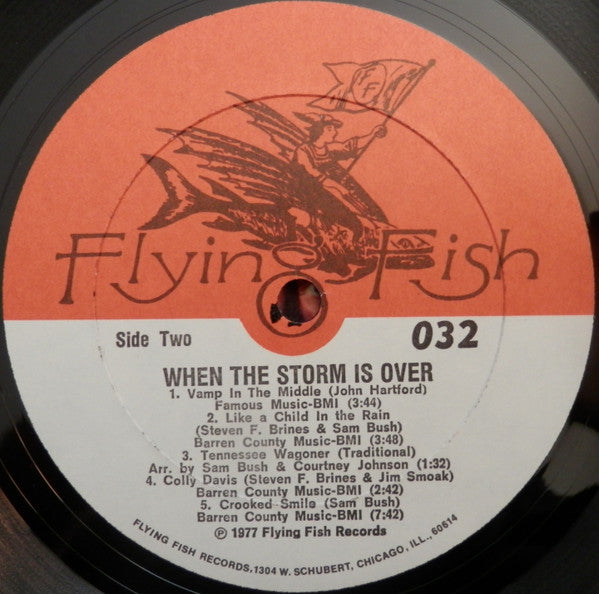 FF
Flying Fish
Side Two
032
WHEN THE STORM IS OVER
1. Vamp In The Middle (John Hartford)
Famous Music-BMI (3:44)
2. Like a Child In the Rain
(Steven F. Brines & Sam Bush)
Barren County Music-BMI (3:48)
3. Tennessee Wagoner (Traditional)
Arr. by Sam Bush & Courtney Johnson (1:32)
4. Colly Davis (Steven F. Brines & Jim Smoak)
Barren County Music-BMI (2:42)
5. Crooked Smile (Sam Bush)
Barren County Music-BMI (7:42)
℗ 1977 Flying Fish Records
FLYING FISH RECORDS, 1304 W. SCHUBERT, CHICAGO, ILL., 60614